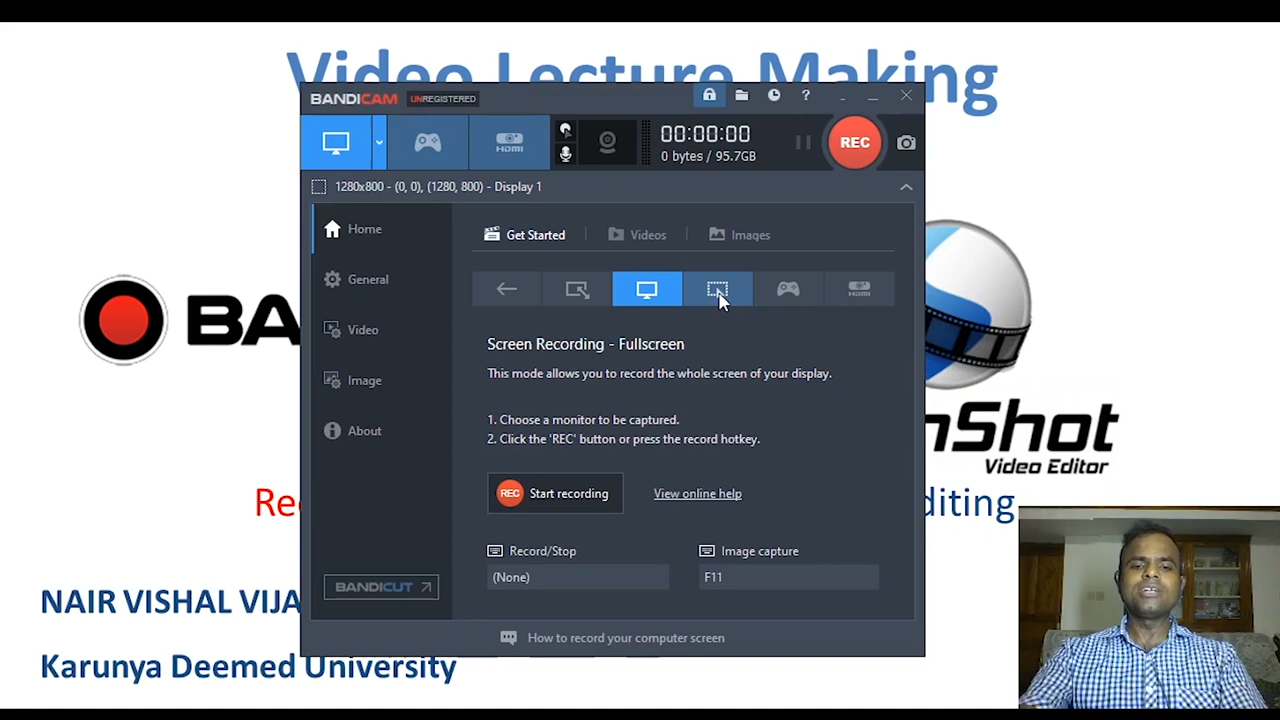 Video Lecture Making
BANDICAM UNREGISTERED
HDMI
00:00:00
0 bytes / 95.7GB
REC
1280x800 - (0, 0), (1280, 800) - Display 1
Home
General
Video
Image
About
BANDICUT
Get Started
Videos
Images
HDMI
Screen Recording - Fullscreen
This mode allows you to record the whole screen of your display.
1. Choose a monitor to be captured.
2. Click the 'REC' button or press the record hotkey.
REC Start recording
View online help
Record/Stop
Image capture
(None)
F11
How to record your computer screen
BA
nShot
Video Editor
Rec
diting
NAIR VISHAL VIJA
Karunya Deemed University